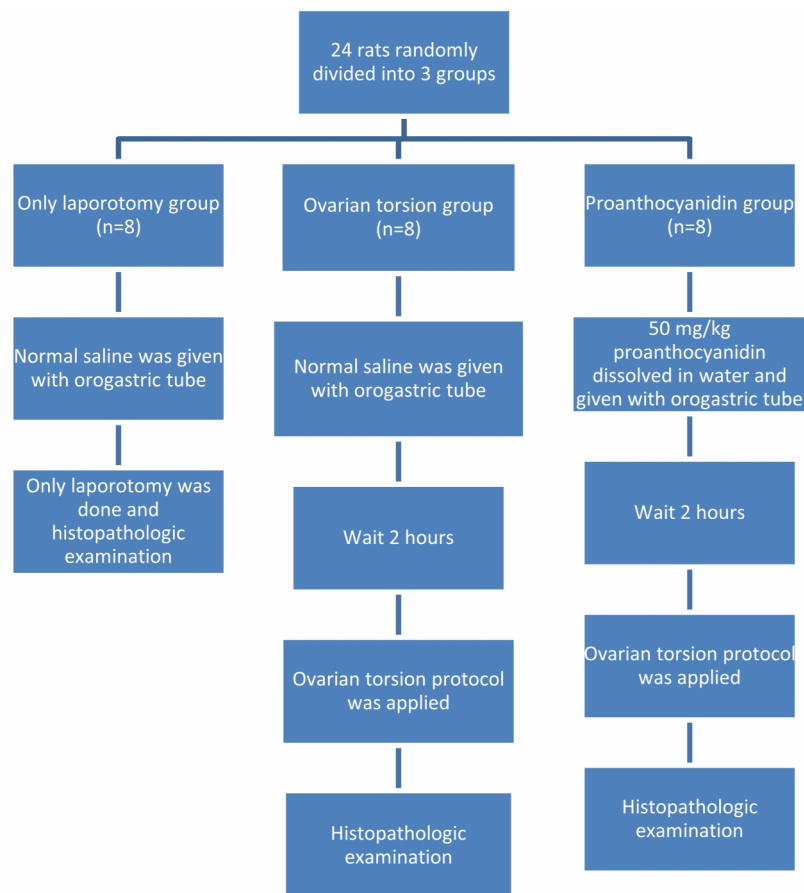 24 rats randomly
divided into 3 groups
Only laporotomy group
(n=8)
Normal saline was given
with orogastric tube
Only laporotomy was
done and
histopathologic
examination
Ovarian torsion group
(n=8)
Normal saline was given
with orogastric tube
Wait 2 hours
Ovarian torsion protocol
was applied
Histopathologic
examination
Proanthocyanidin group
(n=8)
50 mg/kg
proanthocyanidin
dissolved in water and
given with orogastric tube
Wait 2 hours
Ovarian torsion protocol
was applied
Histopathologic
examination